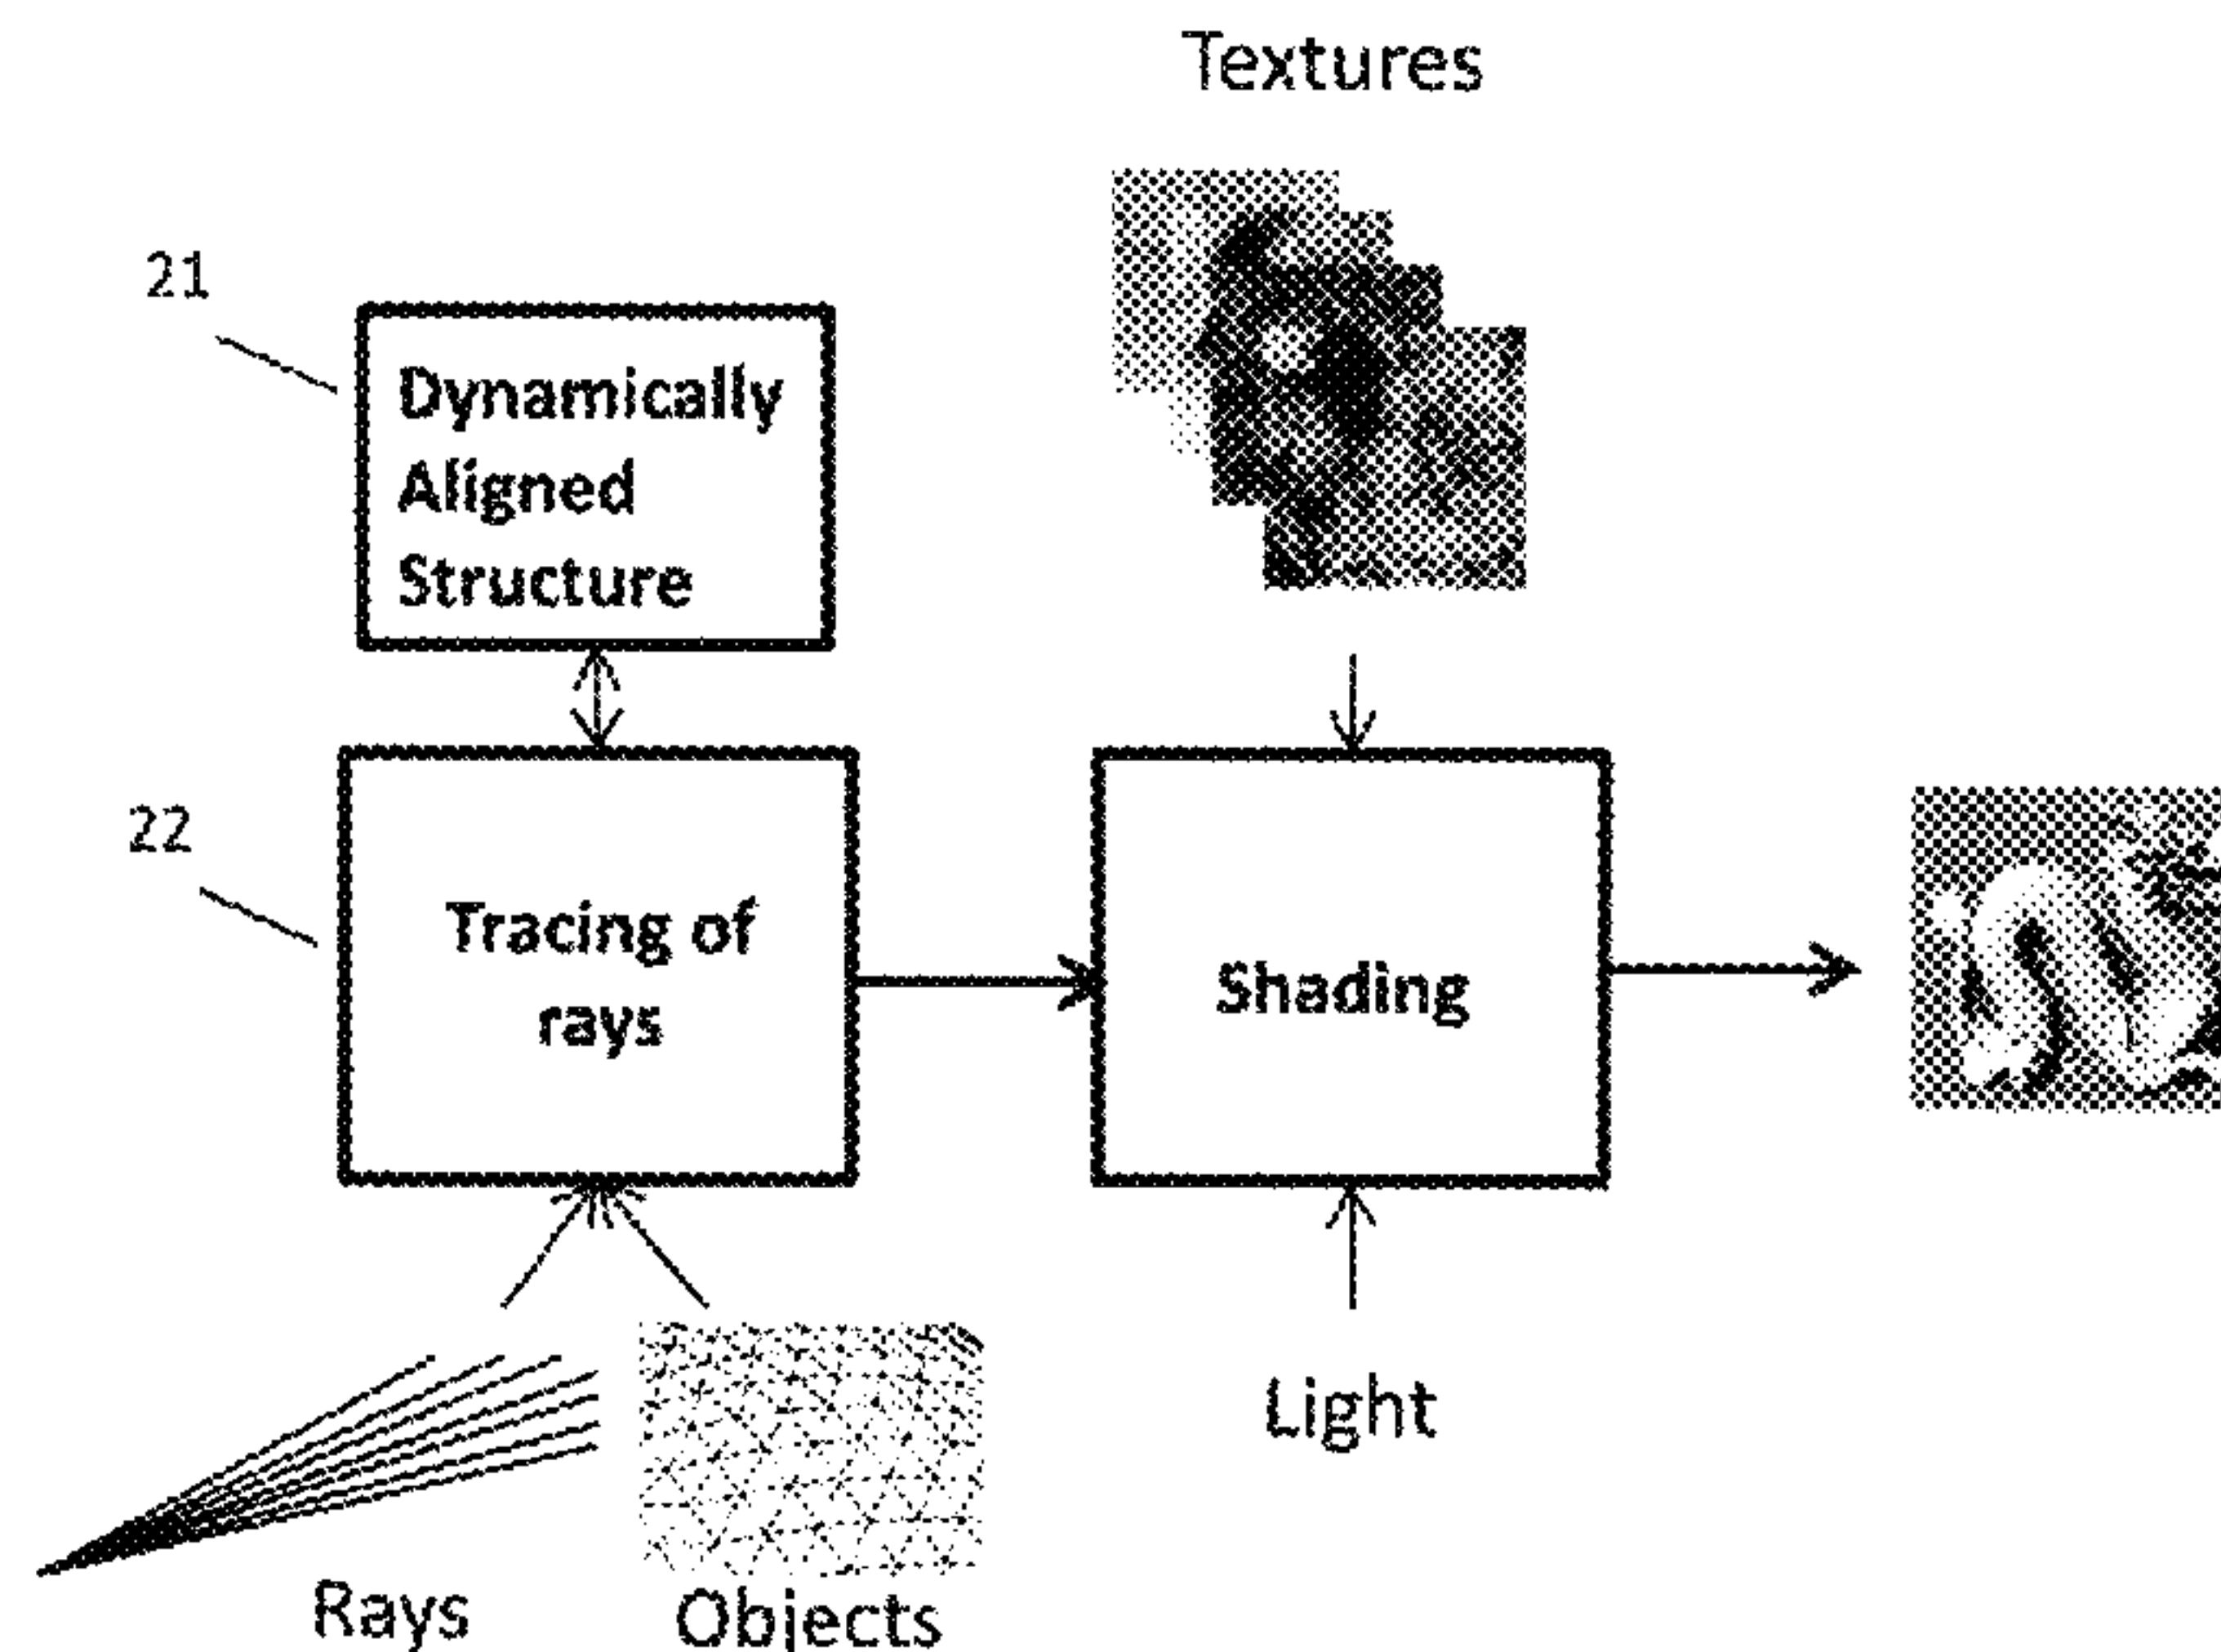 Textures
21
Dynamically
Aligned
Structure
22
Tracing of
rays
Shading
Light
Rays
Objects